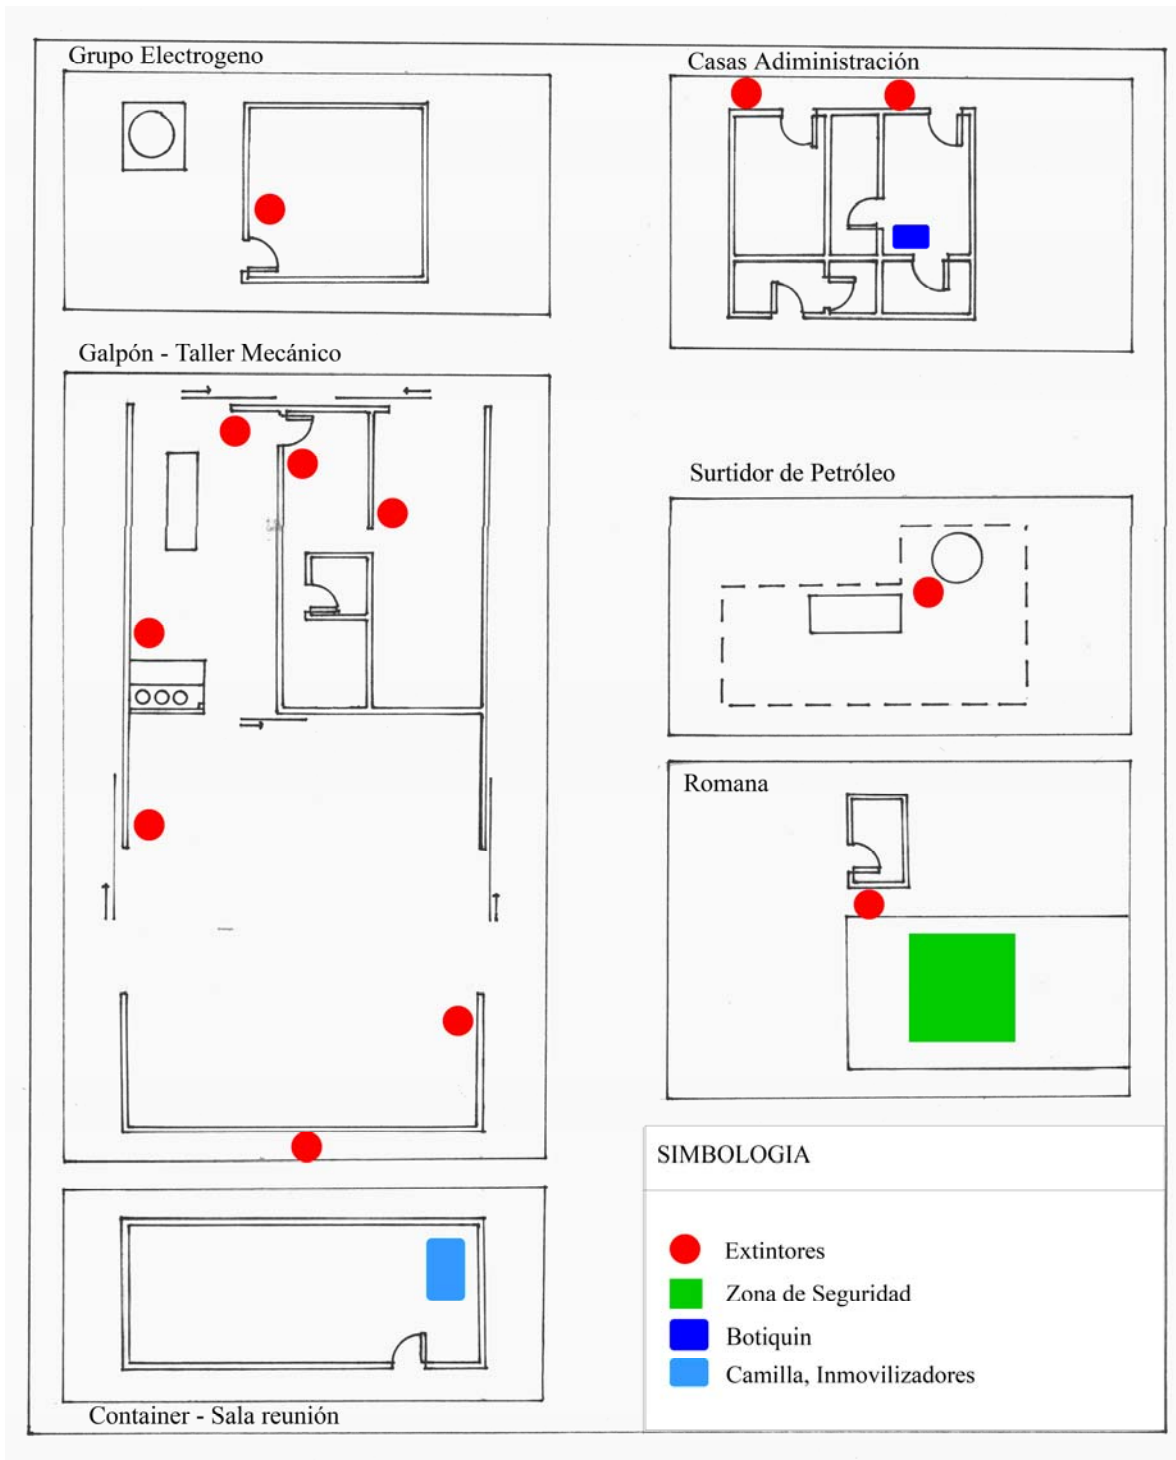 Grupo Electrogeno
Casas Adiministración
Galpón - Taller Mecánico
Surtidor de Petróleo
Romana
SIMBOLOGIA
Extintores
Zona de Seguridad
Botiquin
Camilla, Inmovilizadores
Container - Sala reunión